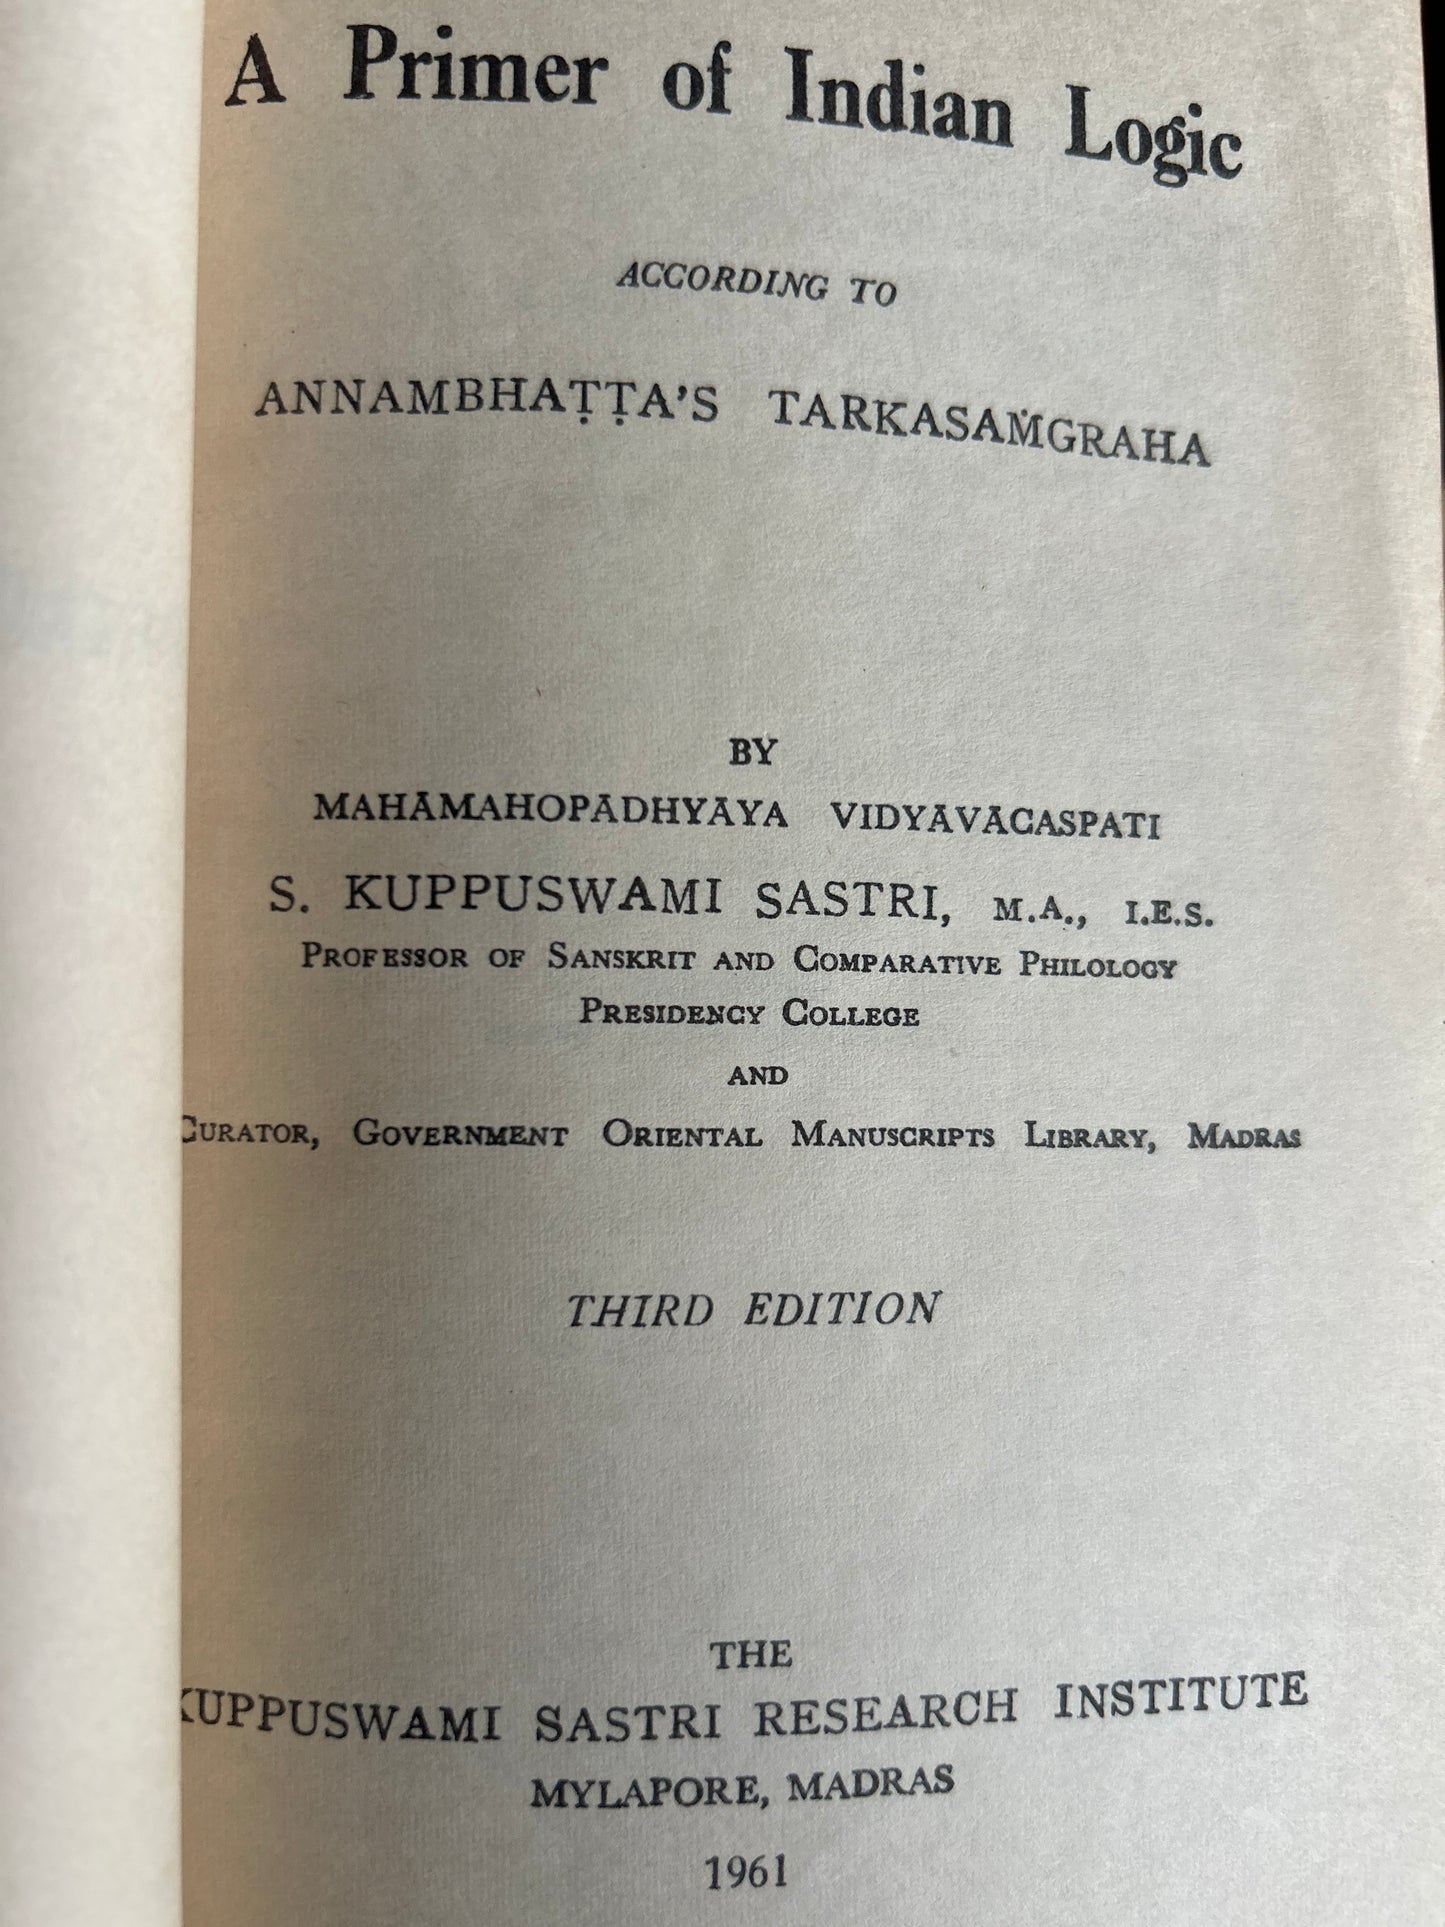 A Primer of Indian Logic
ACCORDING TO
ANNAMBHAṬṬA'S TARKASAṀGRAHA
BY
MAHĀMAHOPĀDHYĀYA VIDYĀVĀCASPATI
S. KUPPUSWAMI SASTRI, M.A., I.E.S.
PROFESSOR OF SANSKRIT AND COMPARATIVE PHILOLOGY
PRESIDENCY COLLEGE
AND
CURATOR, GOVERNMENT ORIENTAL MANUSCRIPTS LIBRARY, MADRAS
THIRD EDITION
THE
KUPPUSWAMI SASTRI RESEARCH INSTITUTE
MYLAPORE, MADRAS
1961